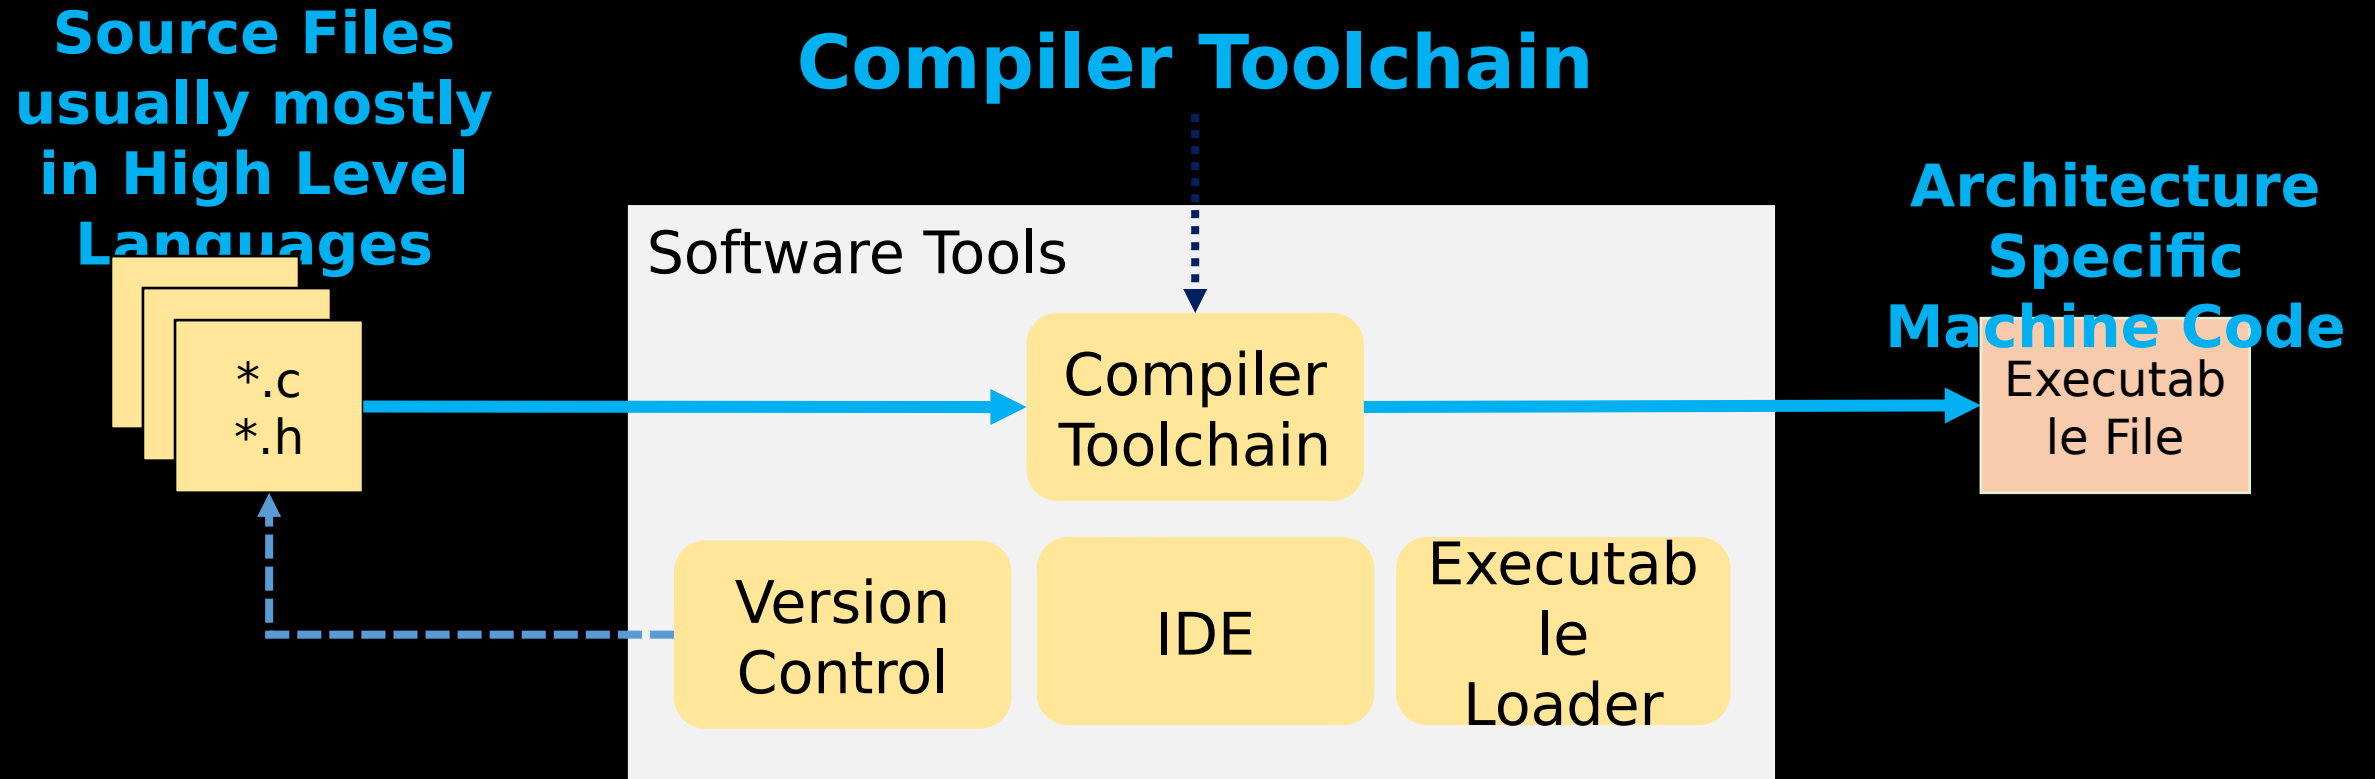 Source Files
usually mostly
in High Level
Languages
Compiler Toolchain
Architecture
Specific
Machine Code
Software Tools
*.c
*.h
Compiler
Toolchain
Executab
le File
Version
Control
IDE
Executab
le
Loader